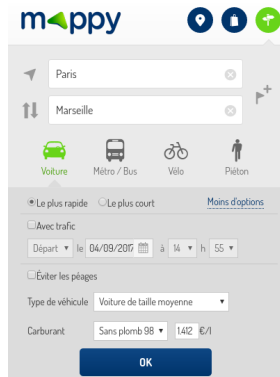 mappy
Paris
Marseille
Voiture Métro / Bus Vélo Piéton
Le plus rapide Le plus court Moins d'options
Avec trafic
Départ le 04/09/2017 à 14 h 55
Éviter les péages
Type de véhicule Voiture de taille moyenne
Carburant Sans plomb 98 1.412 €/l
OK